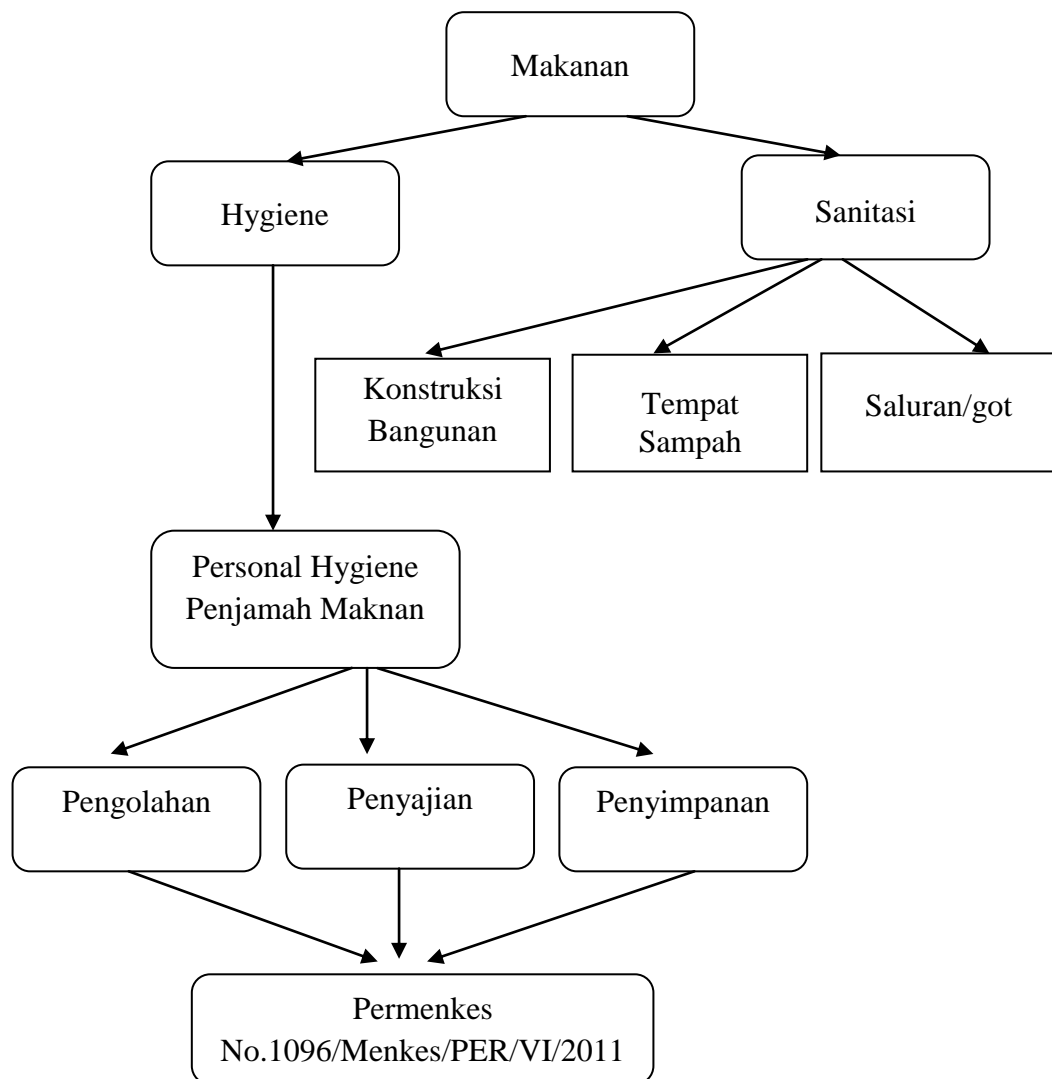 Makanan
Hygiene
Sanitasi
Konstruksi
Bangunan
Tempat
Sampah
Saluran/got
Personal Hygiene
Penjamah Maknan
Pengolahan
Penyajian
Penyimpanan
Permenkes
No.1096/Menkes/PER/VI/2011